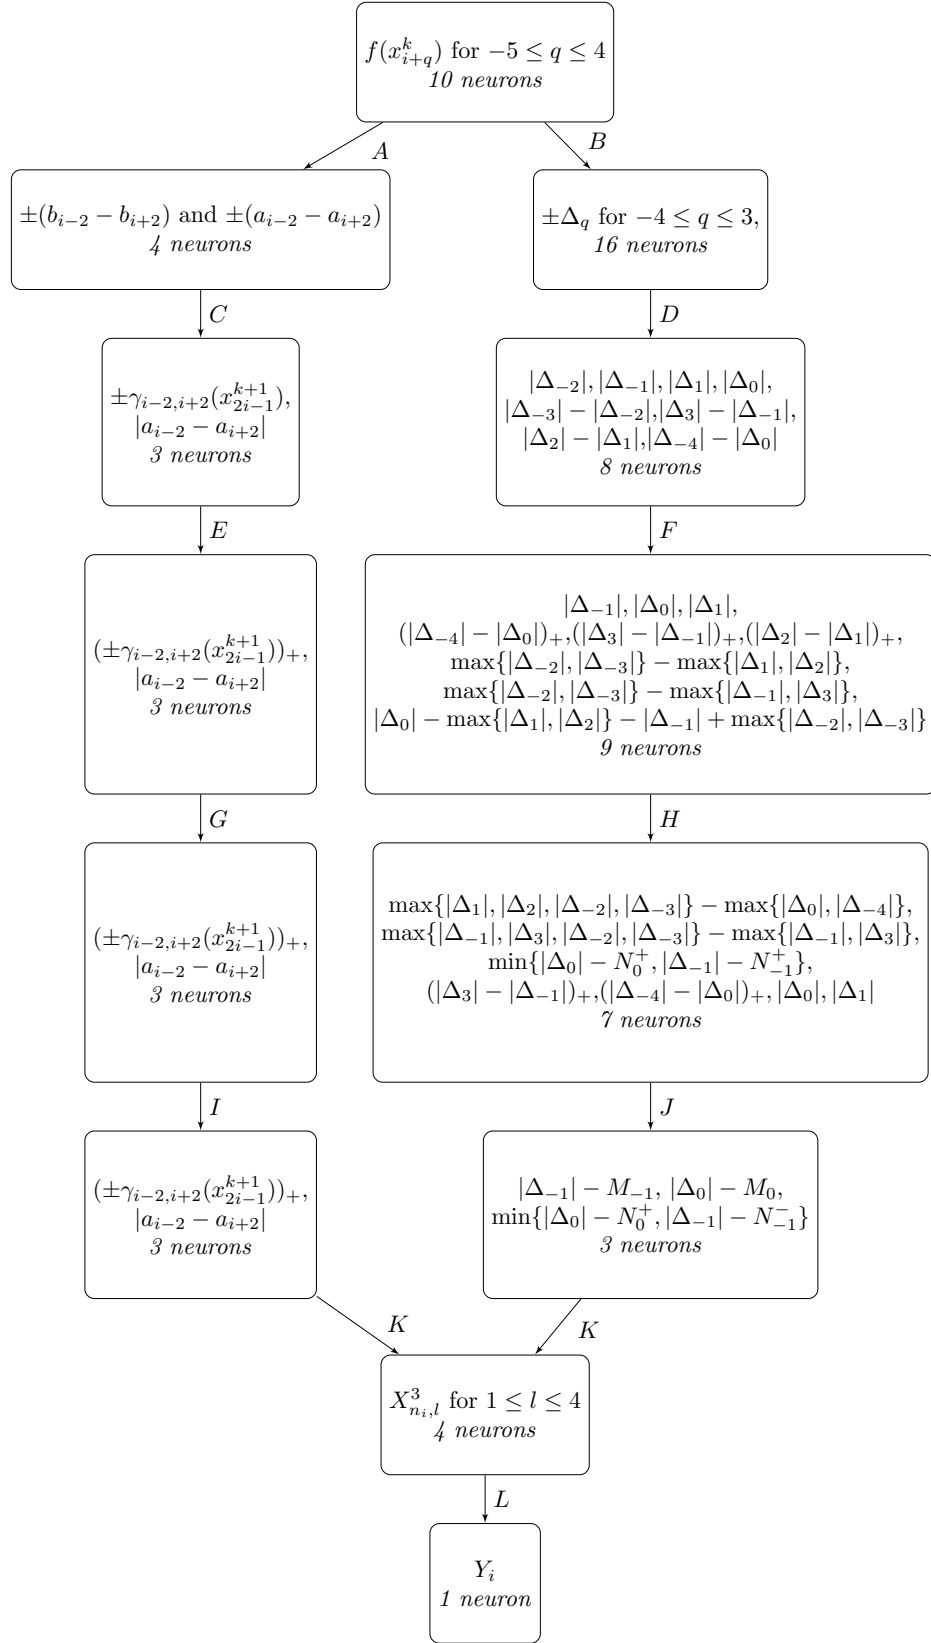 f(x^k_{i+q}) for −5 ≤ q ≤ 4
10 neurons
A
B
±(b_{i−2} − b_{i+2}) and ±(a_{i−2} − a_{i+2})
4 neurons
±Δ_q for −4 ≤ q ≤ 3,
16 neurons
C
D
±γ_{i−2,i+2}(x^{k+1}_{2i−1}),
|a_{i−2} − a_{i+2}|
3 neurons
|Δ_{−2}|, |Δ_{−1}|, |Δ_1|, |Δ_0|,
|Δ_{−3}| − |Δ_{−2}|,|Δ_3| − |Δ_{−1}|,
|Δ_2| − |Δ_1|,|Δ_{−4}| − |Δ_0|
8 neurons
E
F
(±γ_{i−2,i+2}(x^{k+1}_{2i−1}))_+,
|a_{i−2} − a_{i+2}|
3 neurons
|Δ_{−1}|, |Δ_0|, |Δ_1|,
(|Δ_{−4}| − |Δ_0|)_+,(|Δ_3| − |Δ_{−1}|)_+,(|Δ_2| − |Δ_1|)_+,
max{|Δ_{−2}|, |Δ_{−3}|} − max{|Δ_1|, |Δ_2|},
max{|Δ_{−2}|, |Δ_{−3}|} − max{|Δ_{−1}|, |Δ_3|},
|Δ_0| − max{|Δ_1|, |Δ_2|} − |Δ_{−1}| + max{|Δ_{−2}|, |Δ_{−3}|}
9 neurons
G
H
(±γ_{i−2,i+2}(x^{k+1}_{2i−1}))_+,
|a_{i−2} − a_{i+2}|
3 neurons
max{|Δ_1|, |Δ_2|, |Δ_{−2}|, |Δ_{−3}|} − max{|Δ_0|, |Δ_{−4}|},
max{|Δ_{−1}|, |Δ_3|, |Δ_{−2}|, |Δ_{−3}|} − max{|Δ_{−1}|, |Δ_3|},
min{|Δ_0| − N^+_0, |Δ_{−1}| − N^+_{−1}},
(|Δ_3| − |Δ_{−1}|)_+,(|Δ_{−4}| − |Δ_0|)_+, |Δ_0|, |Δ_1|
7 neurons
I
J
(±γ_{i−2,i+2}(x^{k+1}_{2i−1}))_+,
|a_{i−2} − a_{i+2}|
3 neurons
|Δ_{−1}| − M_{−1}, |Δ_0| − M_0,
min{|Δ_0| − N^+_0, |Δ_{−1}| − N^−_{−1}}
3 neurons
K
K
X^3_{n_i,l} for 1 ≤ l ≤ 4
4 neurons
L
Y_i
1 neuron